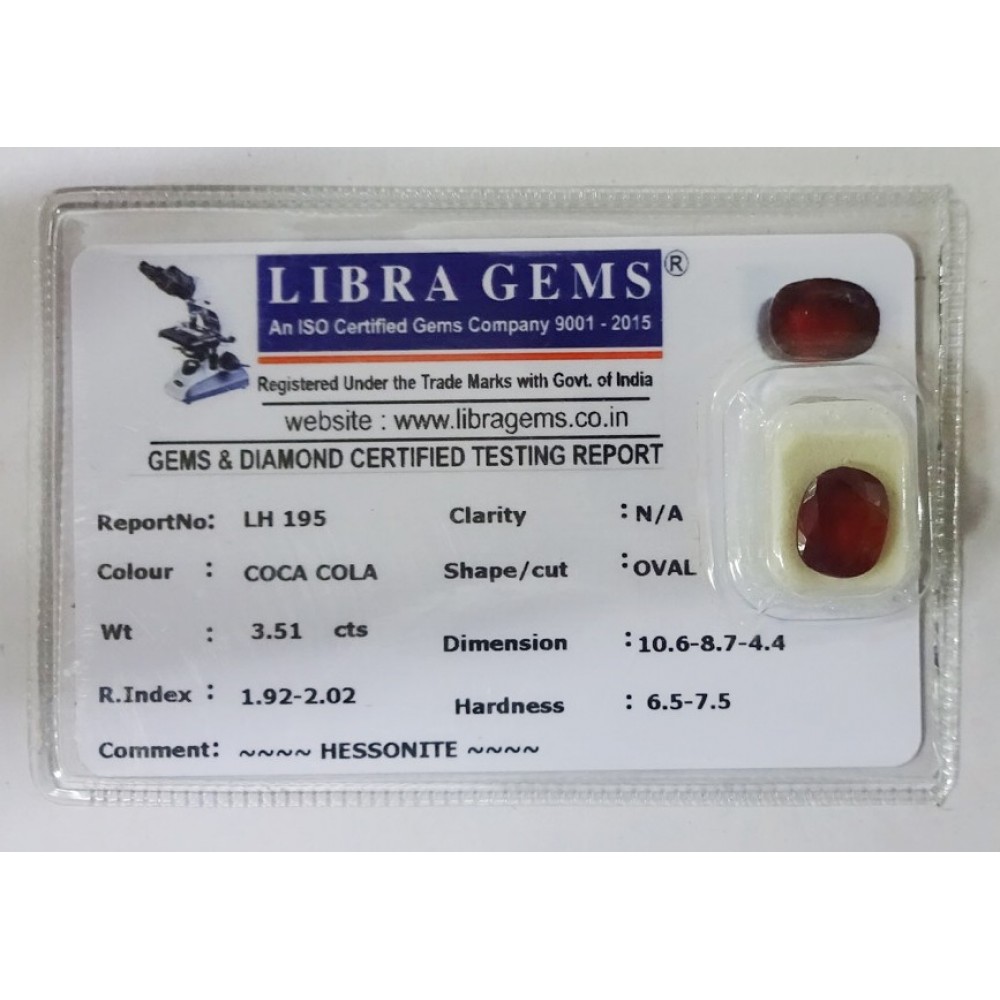 LIBRA GEMS®
An ISO Certified Gems Company 9001 - 2015
Registered Under the Trade Marks with Govt. of India
website : www.libragems.co.in
GEMS & DIAMOND CERTIFIED TESTING REPORT
ReportNo: LH 195 Clarity : N/A
Colour : COCA COLA Shape/cut : OVAL
Wt : 3.51 cts Dimension : 10.6-8.7-4.4
R.Index : 1.92-2.02 Hardness : 6.5-7.5
Comment: ~~~~ HESSONITE ~~~~